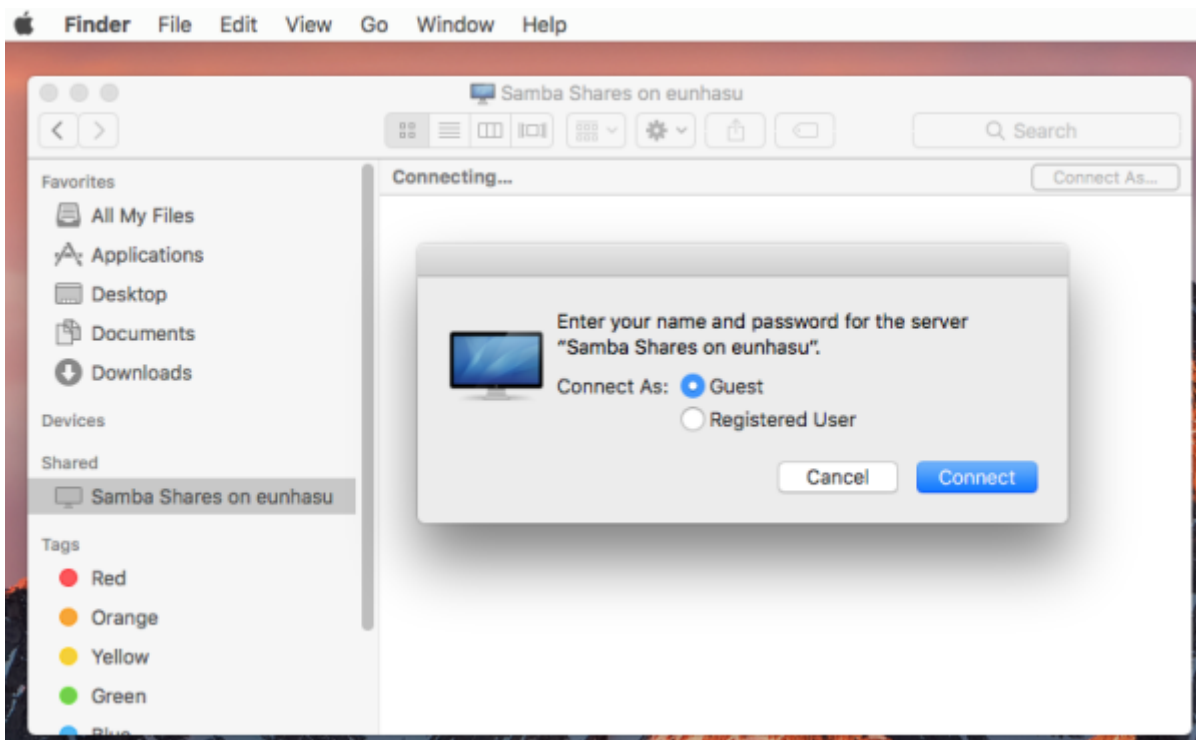 Finder File Edit View Go Window Help
Samba Shares on eunhasu
Search
Favorites
All My Files
Applications
Desktop
Documents
Downloads
Devices
Shared
Samba Shares on eunhasu
Tags
Red
Orange
Yellow
Green
Blue
Connecting...
Connect As...
Enter your name and password for the server
“Samba Shares on eunhasu”.
Connect As: Guest
Registered User
Cancel Connect